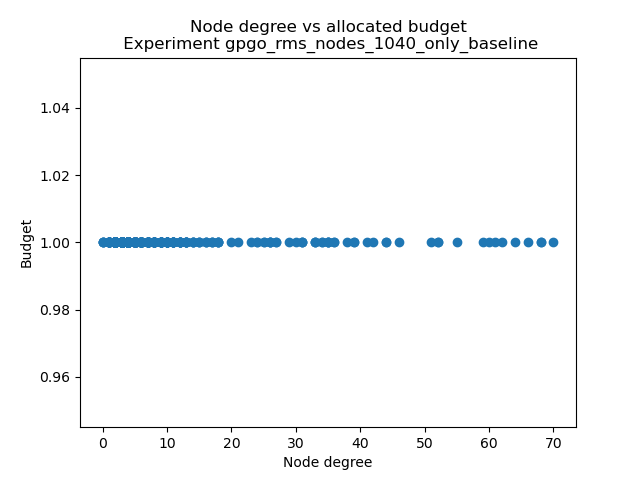 Node degree vs allocated budget
Experiment gpgo_rms_nodes_1040_only_baseline
1.04
1.02
1.00
0.98
0.96
Budget
0 10 20 30 40 50 60 70
Node degree